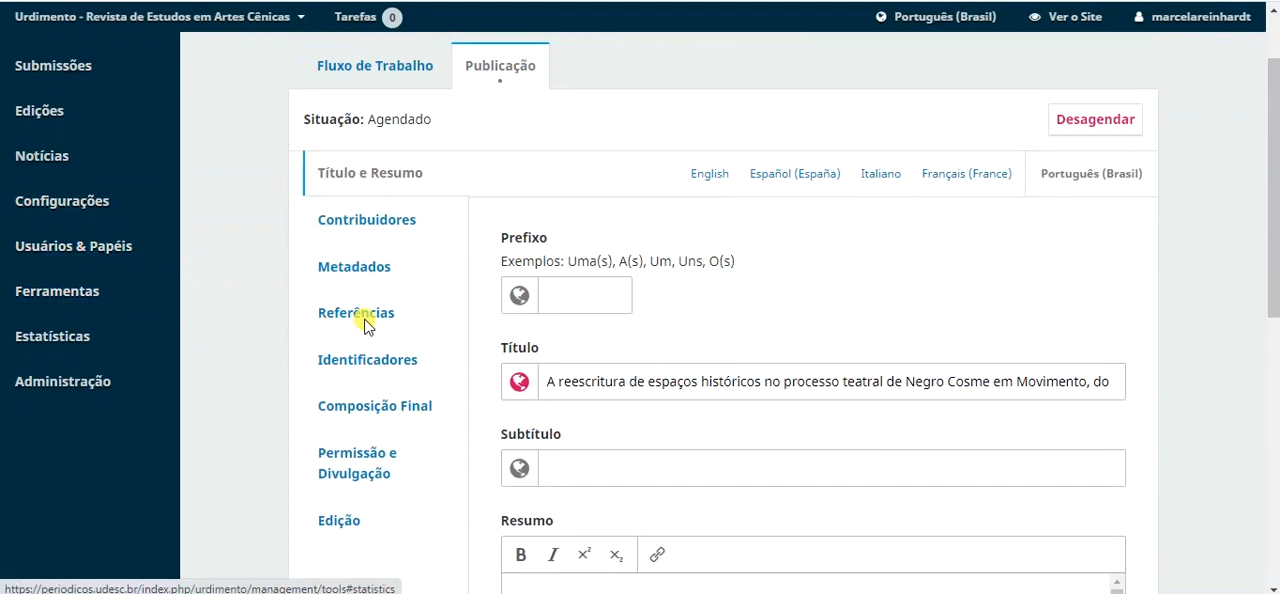 Urdimento - Revista de Estudos em Artes Cênicas Tarefas 0 Português (Brasil) Ver o Site marcelareinhardt
Submissões
Edições
Notícias
Configurações
Usuários & Papéis
Ferramentas
Estatísticas
Administração
Fluxo de Trabalho Publicação
Situação: Agendado Desagendar
Título e Resumo English Español (España) Italiano Français (France) Português (Brasil)
Contribuidores
Metadados
Referências
Identificadores
Composição Final
Permissão e
Divulgação
Edição
Prefixo
Exemplos: Uma(s), A(s), Um, Uns, O(s)
Título
A reescritura de espaços históricos no processo teatral de Negro Cosme em Movimento, do
Subtítulo
Resumo
B I x² x₂
https://periodicos.udesc.br/index.php/urdimento/management/tools#statistics